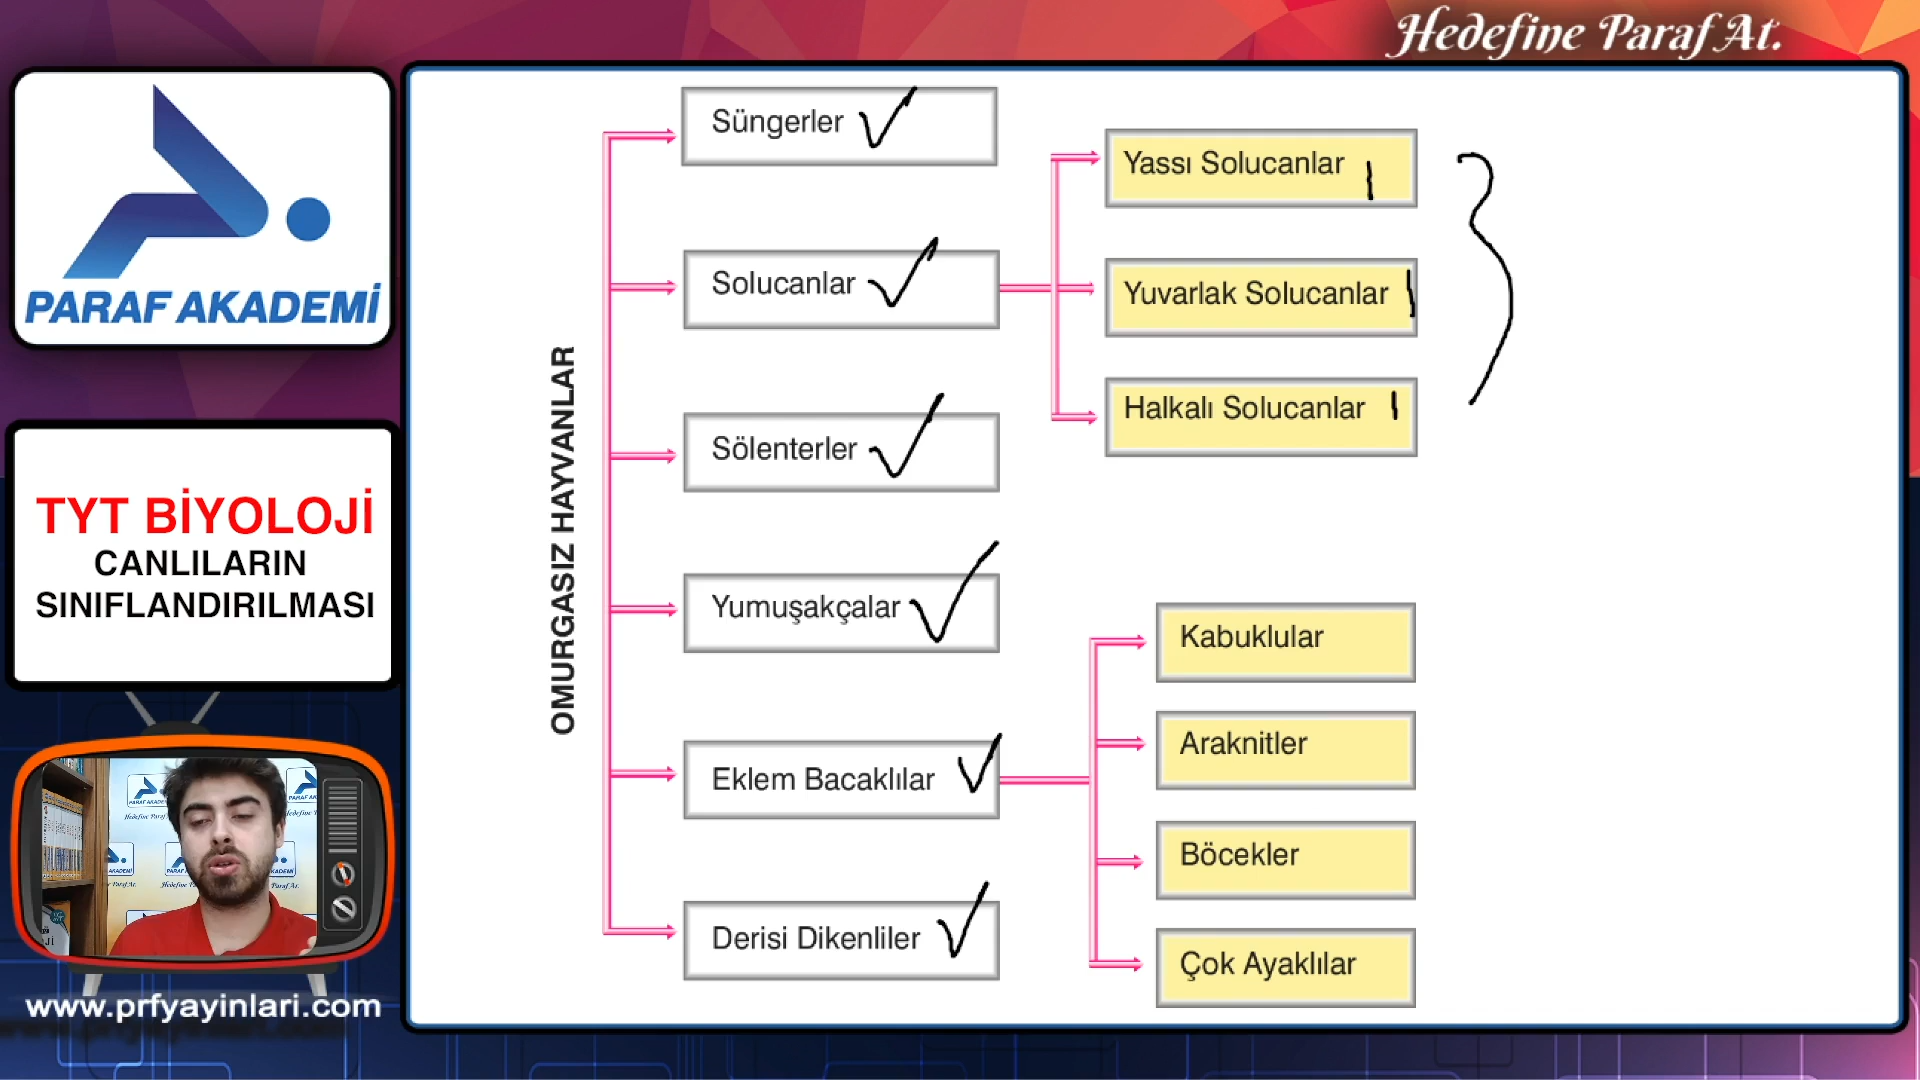 Hedefine Paraf At.
PARAF AKADEMİ
TYT BİYOLOJİ
CANLILARIN
SINIFLANDIRILMASI
www.prfyayinlari.com
OMURGASIZ HAYVANLAR
Süngerler
Solucanlar
Sölenterler
Yumuşakçalar
Eklem Bacaklılar
Derisi Dikenliler
Yassı Solucanlar
Yuvarlak Solucanlar
Halkalı Solucanlar
Kabuklular
Araknitler
Böcekler
Çok Ayaklılar